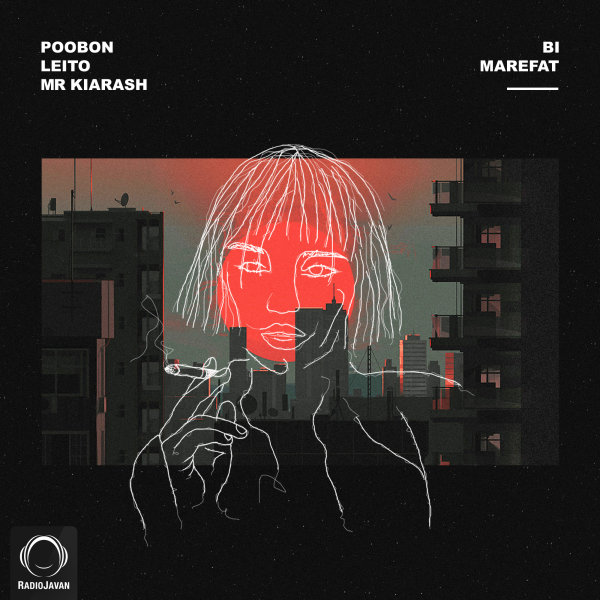 POOBON
LEITO
MR KIARASH
BI
MAREFAT
RADIOJAVAN